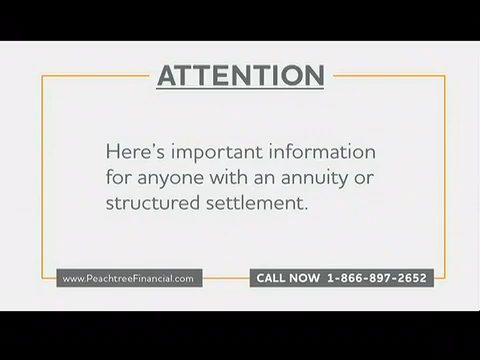 ATTENTION
Here's important information
for anyone with an annuity or
structured settlement.
www.PeachtreeFinancial.com
CALL NOW 1-866-897-2652